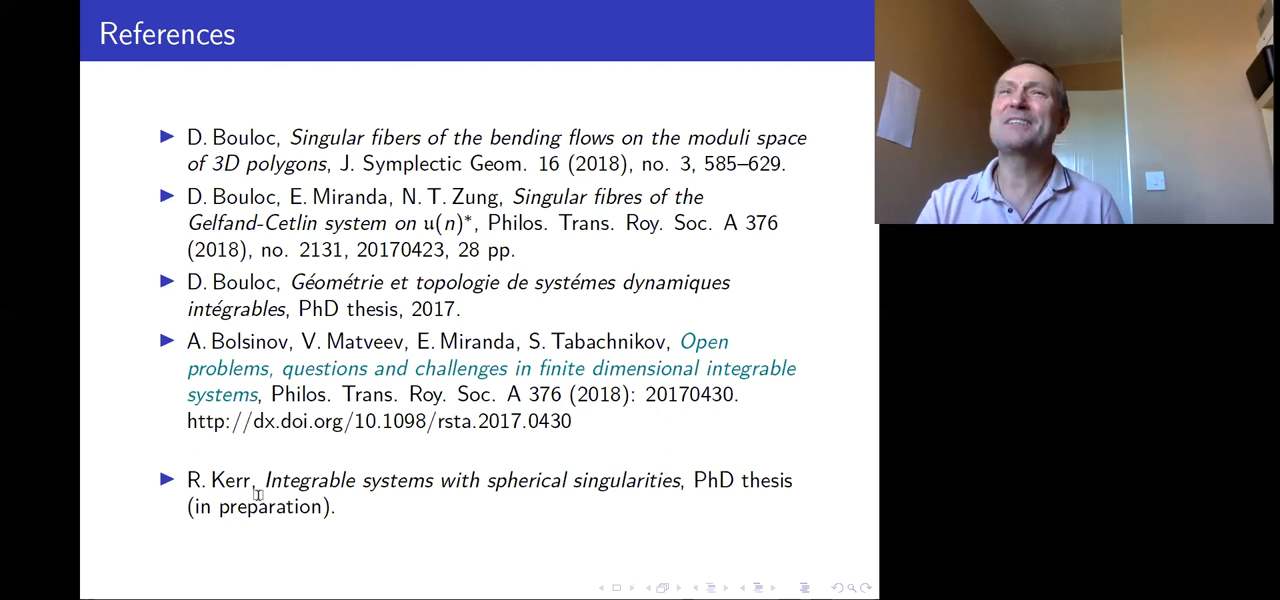 References
D. Bouloc, Singular fibers of the bending flows on the moduli space
of 3D polygons, J. Symplectic Geom. 16 (2018), no. 3, 585–629.
D. Bouloc, E. Miranda, N. T. Zung, Singular fibres of the
Gelfand-Cetlin system on 𝔲(n)*, Philos. Trans. Roy. Soc. A 376
(2018), no. 2131, 20170423, 28 pp.
D. Bouloc, Géométrie et topologie de systémes dynamiques
intégrables, PhD thesis, 2017.
A. Bolsinov, V. Matveev, E. Miranda, S. Tabachnikov, Open
problems, questions and challenges in finite dimensional integrable
systems, Philos. Trans. Roy. Soc. A 376 (2018): 20170430.
http://dx.doi.org/10.1098/rsta.2017.0430
R. Kerr, Integrable systems with spherical singularities, PhD thesis
(in preparation).